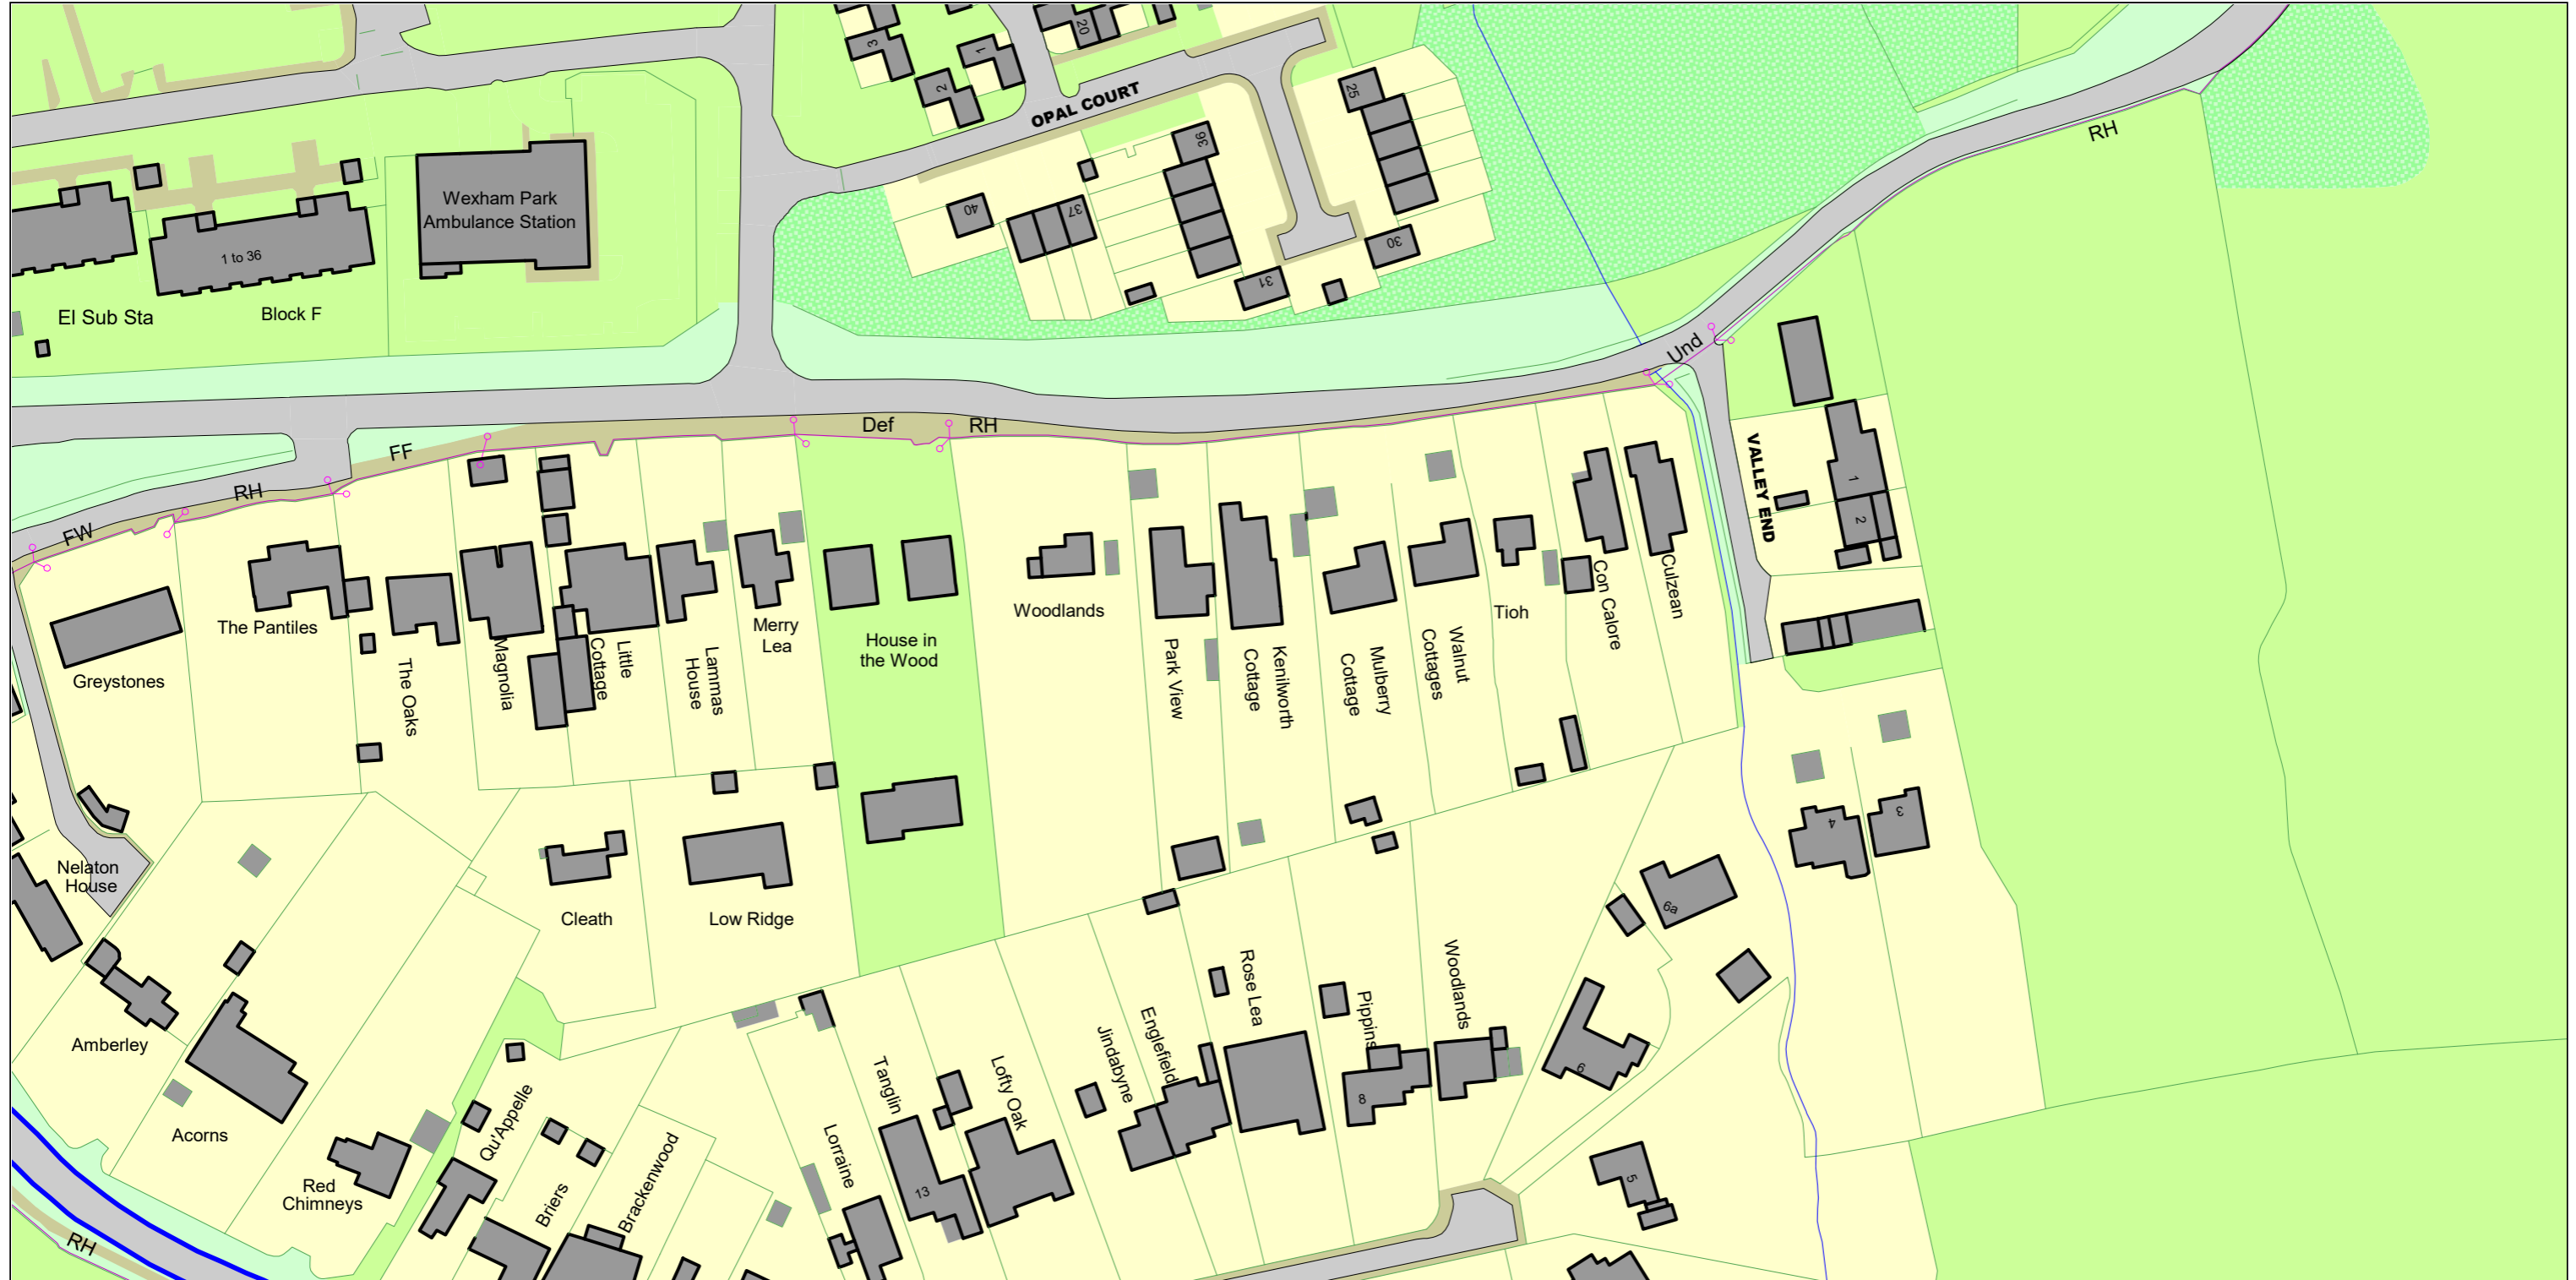 3
1
20
2
OPAL COURT
25
36
RH
Wexham Park
Ambulance Station
40
37
30
31
1 to 36
El Sub Sta
Block F
Und
Def
RH
FF
RH
FW
VALLEY END
1
2
The Pantiles
Greystones
The Oaks
Magnolia
Little
Cottage
Lammas
House
Merry
Lea
House in
the Wood
Woodlands
Park View
Kenilworth
Cottage
Mulberry
Cottage
Walnut
Cottages
Tioh
Con Calore
Culzean
4
3
Nelaton
House
Cleath
Low Ridge
6a
Amberley
Acorns
Red
Chimneys
Qu'Appelle
Briers
Brackenwood
Lorraine
Tanglin
13
Lofty Oak
Jindabyne
Englefield
Rose Lea
Pippins
8
Woodlands
6
5
RH